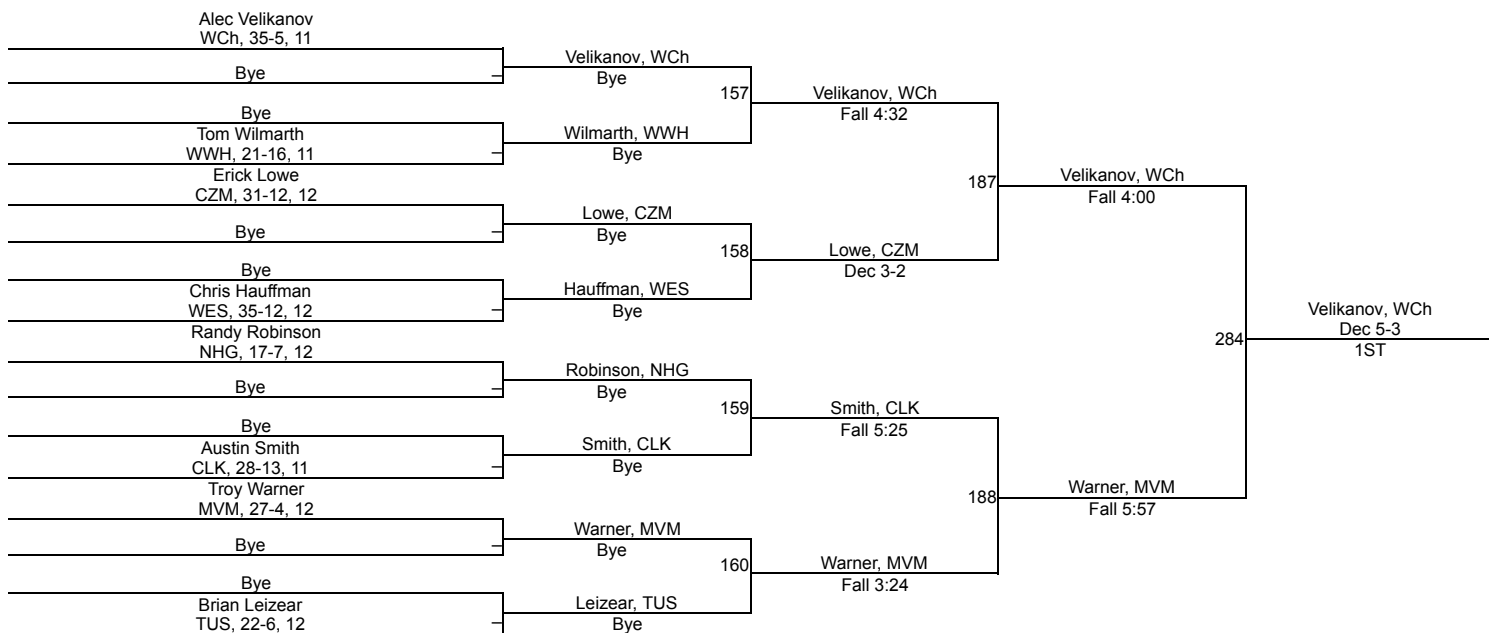 Alec Velikanov
WCh, 35-5, 11
Bye
Bye
Tom Wilmarth
WWH, 21-16, 11
Erick Lowe
CZM, 31-12, 12
Bye
Bye
Chris Hauffman
WES, 35-12, 12
Randy Robinson
NHG, 17-7, 12
Bye
Bye
Austin Smith
CLK, 28-13, 11
Troy Warner
MVM, 27-4, 12
Bye
Bye
Brian Leizear
TUS, 22-6, 12
Velikanov, WCh
Bye
157
Wilmarth, WWH
Bye
Lowe, CZM
Bye
158
Hauffman, WES
Bye
Robinson, NHG
Bye
159
Smith, CLK
Bye
Warner, MVM
Bye
160
Leizear, TUS
Bye
Velikanov, WCh
Fall 4:32
187
Lowe, CZM
Dec 3-2
Smith, CLK
Fall 5:25
188
Warner, MVM
Fall 3:24
Velikanov, WCh
Fall 4:00
284
Warner, MVM
Fall 5:57
Velikanov, WCh
Dec 5-3
1ST